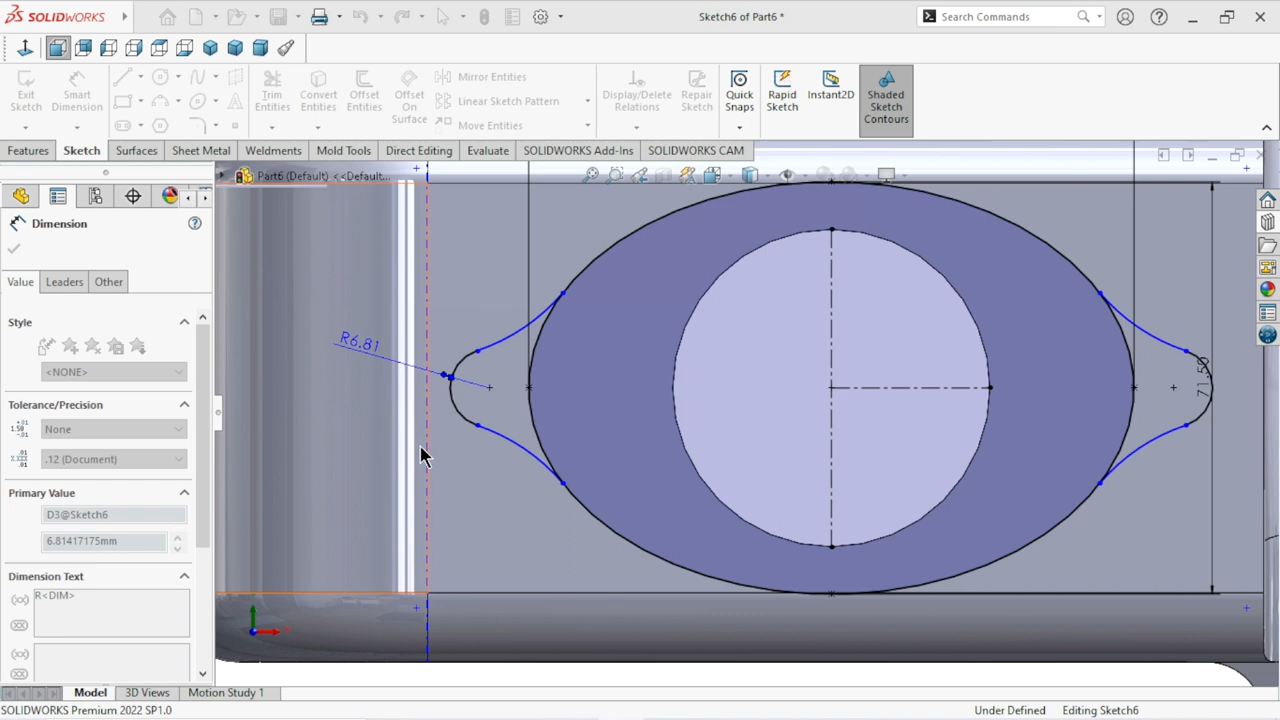 SOLIDWORKS
Sketch6 of Part6 *
Search Commands
Exit Sketch
Smart Dimension
Trim Entities
Convert Entities
Offset Entities
Offset On Surface
Mirror Entities
Linear Sketch Pattern
Move Entities
Display/Delete Relations
Repair Sketch
Quick Snaps
Rapid Sketch
Instant2D
Shaded Sketch Contours
Features
Sketch
Surfaces
Sheet Metal
Weldments
Mold Tools
Direct Editing
Evaluate
SOLIDWORKS Add-Ins
SOLIDWORKS CAM
Part6 (Default) <<Default...
Dimension
Value
Leaders
Other
Style
<NONE>
Tolerance/Precision
None
.12 (Document)
Primary Value
D3@Sketch6
6.81417175mm
Dimension Text
R<DIM>
R6.81
71.50
Model
3D Views
Motion Study 1
SOLIDWORKS Premium 2022 SP1.0
Under Defined
Editing Sketch6